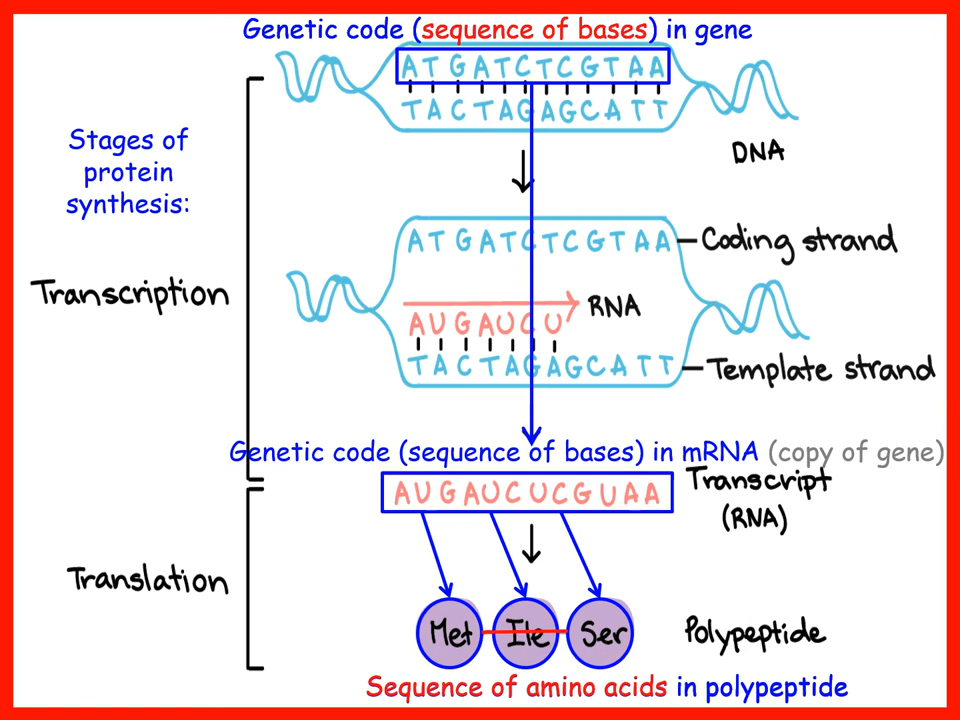 Genetic code (sequence of bases) in gene
ATGATCTCGTAA
TACTAGAGCATT
DNA
Stages of
protein
synthesis:
Transcription
ATGATCTCGTAA
Coding strand
RNA
AUGAUCU
TACTAGAGCATT
Template strand
Genetic code (sequence of bases) in mRNA (copy of gene)
AUGAUCUCGUAA
Transcript
(RNA)
Translation
Met Ile Ser
Polypeptide
Sequence of amino acids in polypeptide